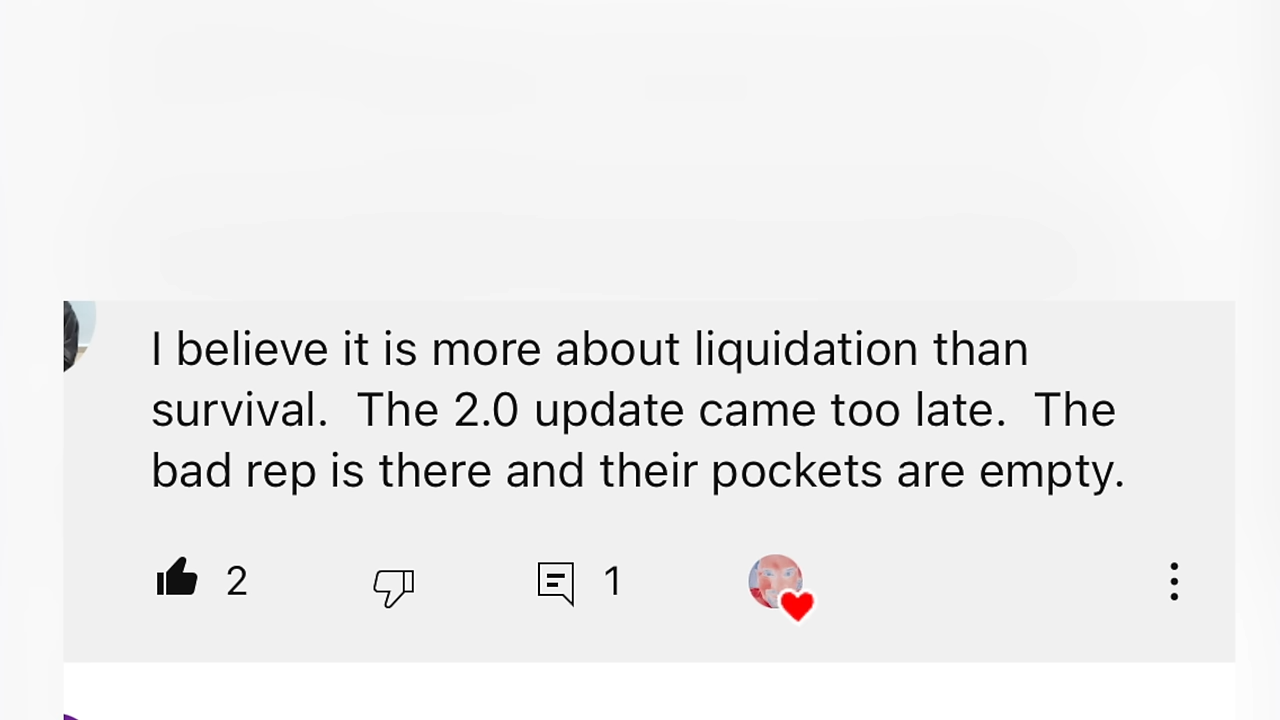 I believe it is more about liquidation than
survival.  The 2.0 update came too late.  The
bad rep is there and their pockets are empty.
2 1